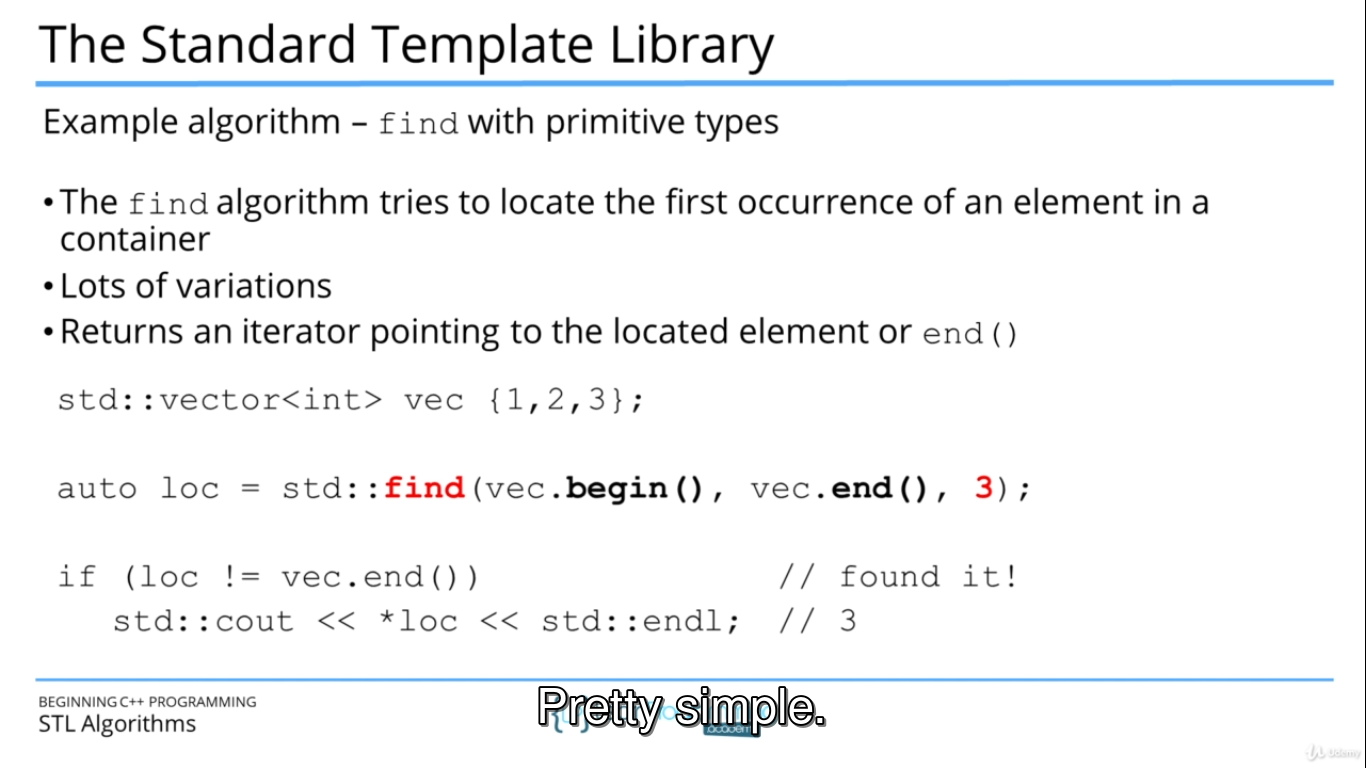 The Standard Template Library
Example algorithm – find with primitive types
•The find algorithm tries to locate the first occurrence of an element in a
container
•Lots of variations
•Returns an iterator pointing to the located element or end()
std::vector<int> vec {1,2,3};
auto loc = std::find(vec.begin(), vec.end(), 3);
if (loc != vec.end()) // found it!
std::cout << *loc << std::endl; // 3
BEGINNING C++ PROGRAMMING
STL Algorithms
Pretty simple.
academy
Udemy